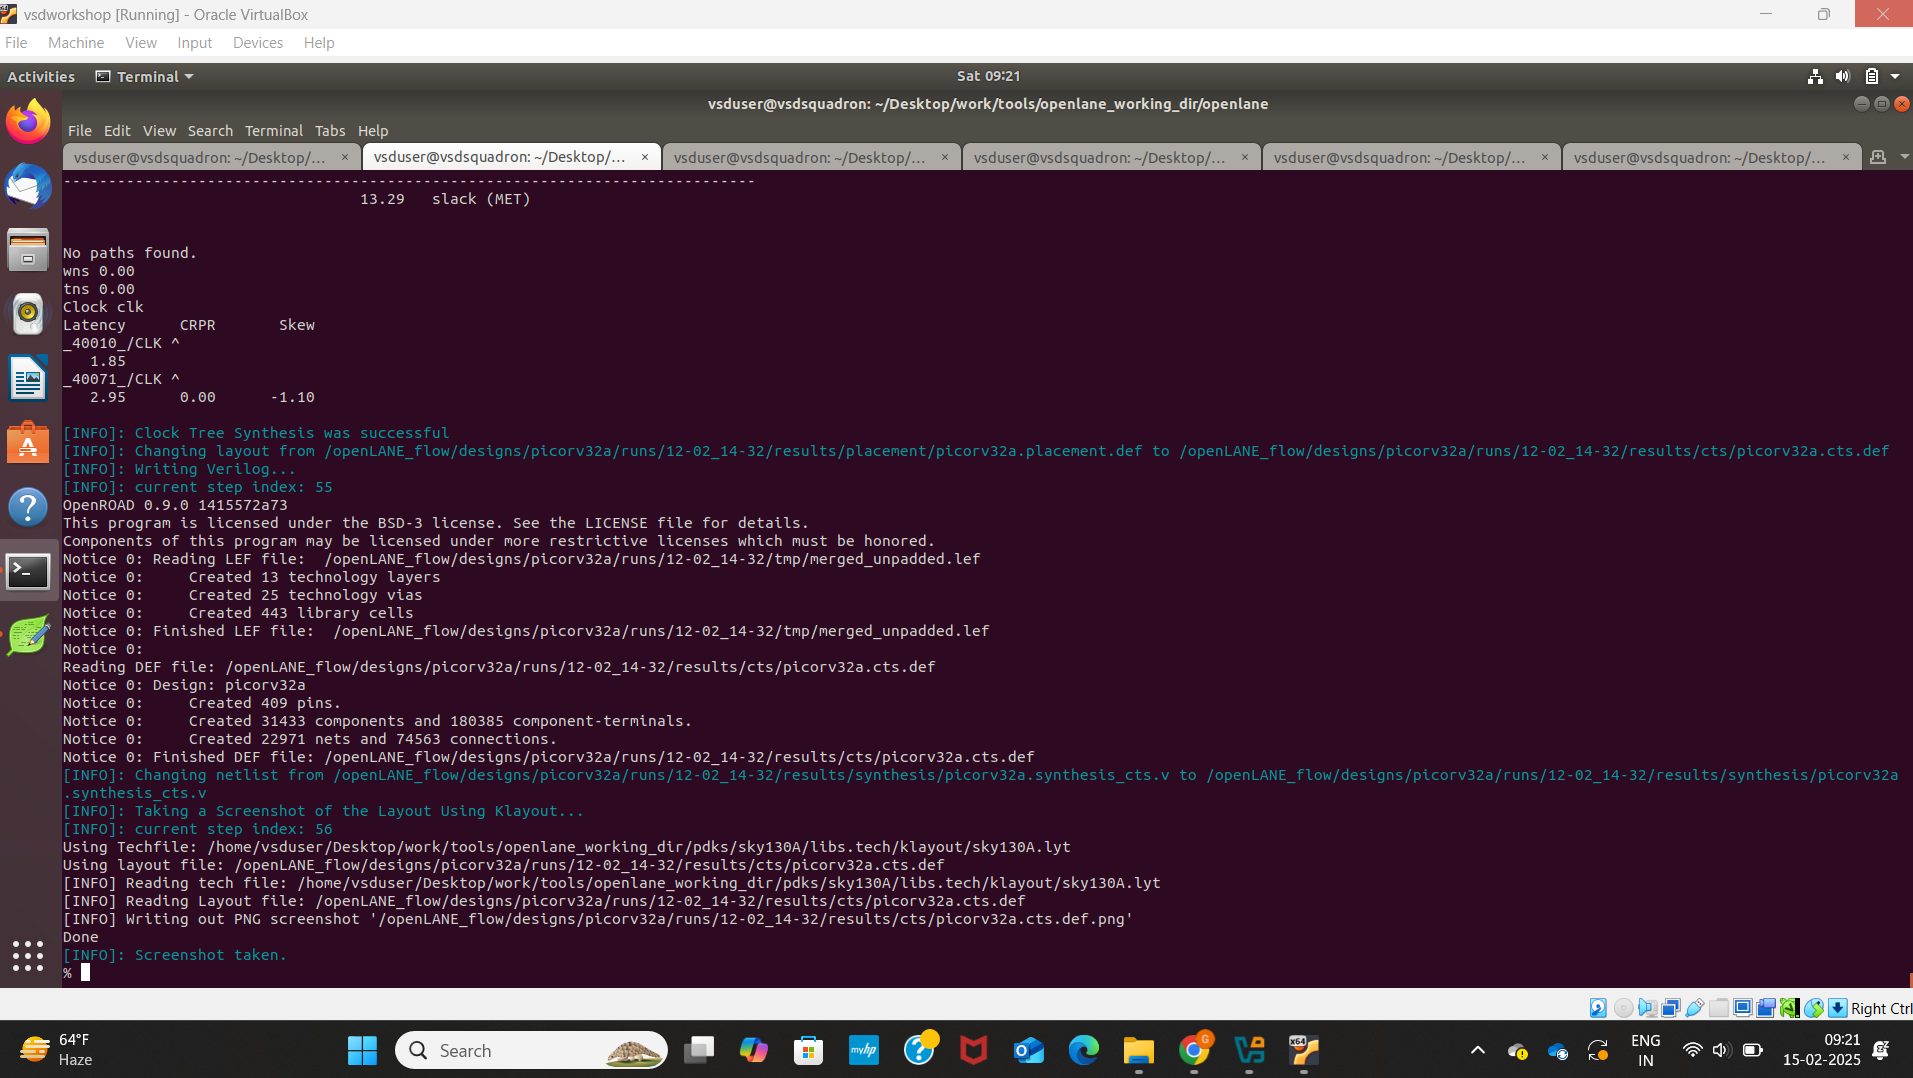 vsdworkshop [Running] - Oracle VirtualBox
File Machine View Input Devices Help
Activities Terminal Sat 09:21
vsduser@vsdsquadron: ~/Desktop/work/tools/openlane_working_dir/openlane
File Edit View Search Terminal Tabs Help
vsduser@vsdsquadron: ~/Desktop/... × vsduser@vsdsquadron: ~/Desktop/... × vsduser@vsdsquadron: ~/Desktop/... × vsduser@vsdsquadron: ~/Desktop/... × vsduser@vsdsquadron: ~/Desktop/... × vsduser@vsdsquadron: ~/Desktop/... ×
-----------------------------------------------------------------------------
13.29 slack (MET)
No paths found.
wns 0.00
tns 0.00
Clock clk
Latency CRPR Skew
_40010_/CLK ^
1.85
_40071_/CLK ^
2.95 0.00 -1.10
[INFO]: Clock Tree Synthesis was successful
[INFO]: Changing layout from /openLANE_flow/designs/picorv32a/runs/12-02_14-32/results/placement/picorv32a.placement.def to /openLANE_flow/designs/picorv32a/runs/12-02_14-32/results/cts/picorv32a.cts.def
[INFO]: Writing Verilog...
[INFO]: current step index: 55
OpenROAD 0.9.0 1415572a73
This program is licensed under the BSD-3 license. See the LICENSE file for details.
Components of this program may be licensed under more restrictive licenses which must be honored.
Notice 0: Reading LEF file: /openLANE_flow/designs/picorv32a/runs/12-02_14-32/tmp/merged_unpadded.lef
Notice 0: Created 13 technology layers
Notice 0: Created 25 technology vias
Notice 0: Created 443 library cells
Notice 0: Finished LEF file: /openLANE_flow/designs/picorv32a/runs/12-02_14-32/tmp/merged_unpadded.lef
Notice 0:
Reading DEF file: /openLANE_flow/designs/picorv32a/runs/12-02_14-32/results/cts/picorv32a.cts.def
Notice 0: Design: picorv32a
Notice 0: Created 409 pins.
Notice 0: Created 31433 components and 180385 component-terminals.
Notice 0: Created 22971 nets and 74563 connections.
Notice 0: Finished DEF file: /openLANE_flow/designs/picorv32a/runs/12-02_14-32/results/cts/picorv32a.cts.def
[INFO]: Changing netlist from /openLANE_flow/designs/picorv32a/runs/12-02_14-32/results/synthesis/picorv32a.synthesis_cts.v to /openLANE_flow/designs/picorv32a/runs/12-02_14-32/results/synthesis/picorv32a
.synthesis_cts.v
[INFO]: Taking a Screenshot of the Layout Using Klayout...
[INFO]: current step index: 56
Using Techfile: /home/vsduser/Desktop/work/tools/openlane_working_dir/pdks/sky130A/libs.tech/klayout/sky130A.lyt
Using layout file: /openLANE_flow/designs/picorv32a/runs/12-02_14-32/results/cts/picorv32a.cts.def
[INFO] Reading tech file: /home/vsduser/Desktop/work/tools/openlane_working_dir/pdks/sky130A/libs.tech/klayout/sky130A.lyt
[INFO] Reading Layout file: /openLANE_flow/designs/picorv32a/runs/12-02_14-32/results/cts/picorv32a.cts.def
[INFO] Writing out PNG screenshot '/openLANE_flow/designs/picorv32a/runs/12-02_14-32/results/cts/picorv32a.cts.def.png'
Done
[INFO]: Screenshot taken.
%
Right Ctrl
64°F
Haze
Search
myhp
x64
ENG
IN
09:21
15-02-2025